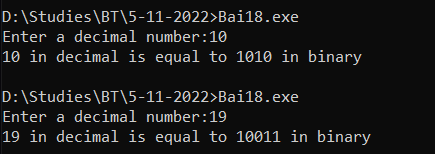 D:\Studies\BT\5-11-2022>Bai18.exe
Enter a decimal number:10
10 in decimal is equal to 1010 in binary
D:\Studies\BT\5-11-2022>Bai18.exe
Enter a decimal number:19
19 in decimal is equal to 10011 in binary